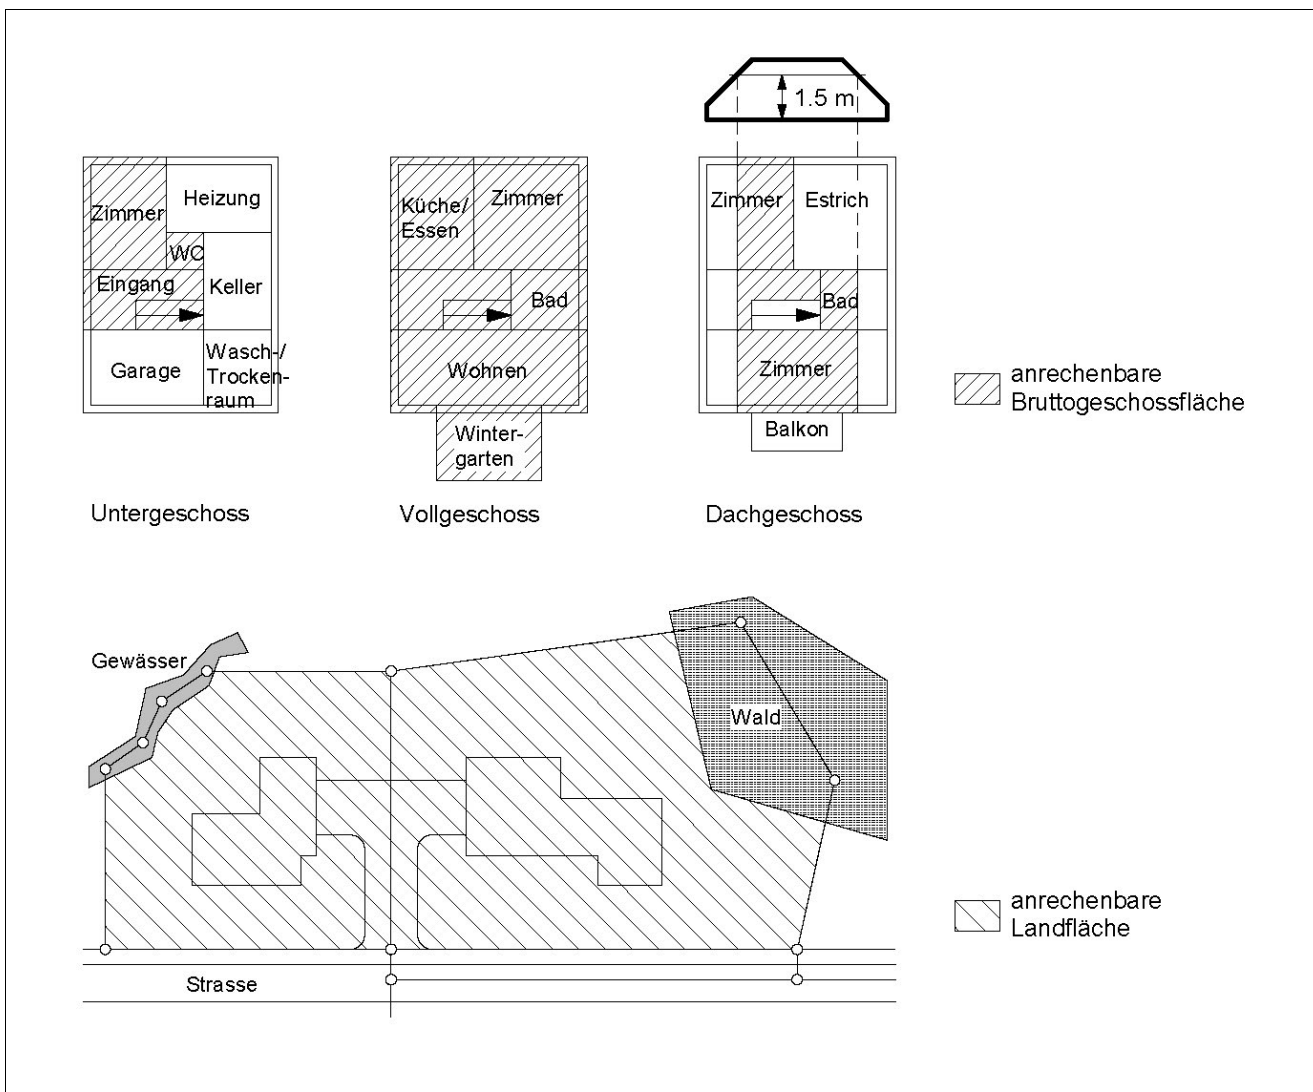 1.5 m
Zimmer
Heizung
WC
Eingang
Keller
Garage
Wasch-/
Trocken-
raum
Untergeschoss
Küche/
Essen
Zimmer
Bad
Wohnen
Winter-
garten
Vollgeschoss
Zimmer
Estrich
Bad
Zimmer
Balkon
Dachgeschoss
anrechenbare
Bruttogeschossfläche
Gewässer
Wald
Strasse
anrechenbare
Landfläche